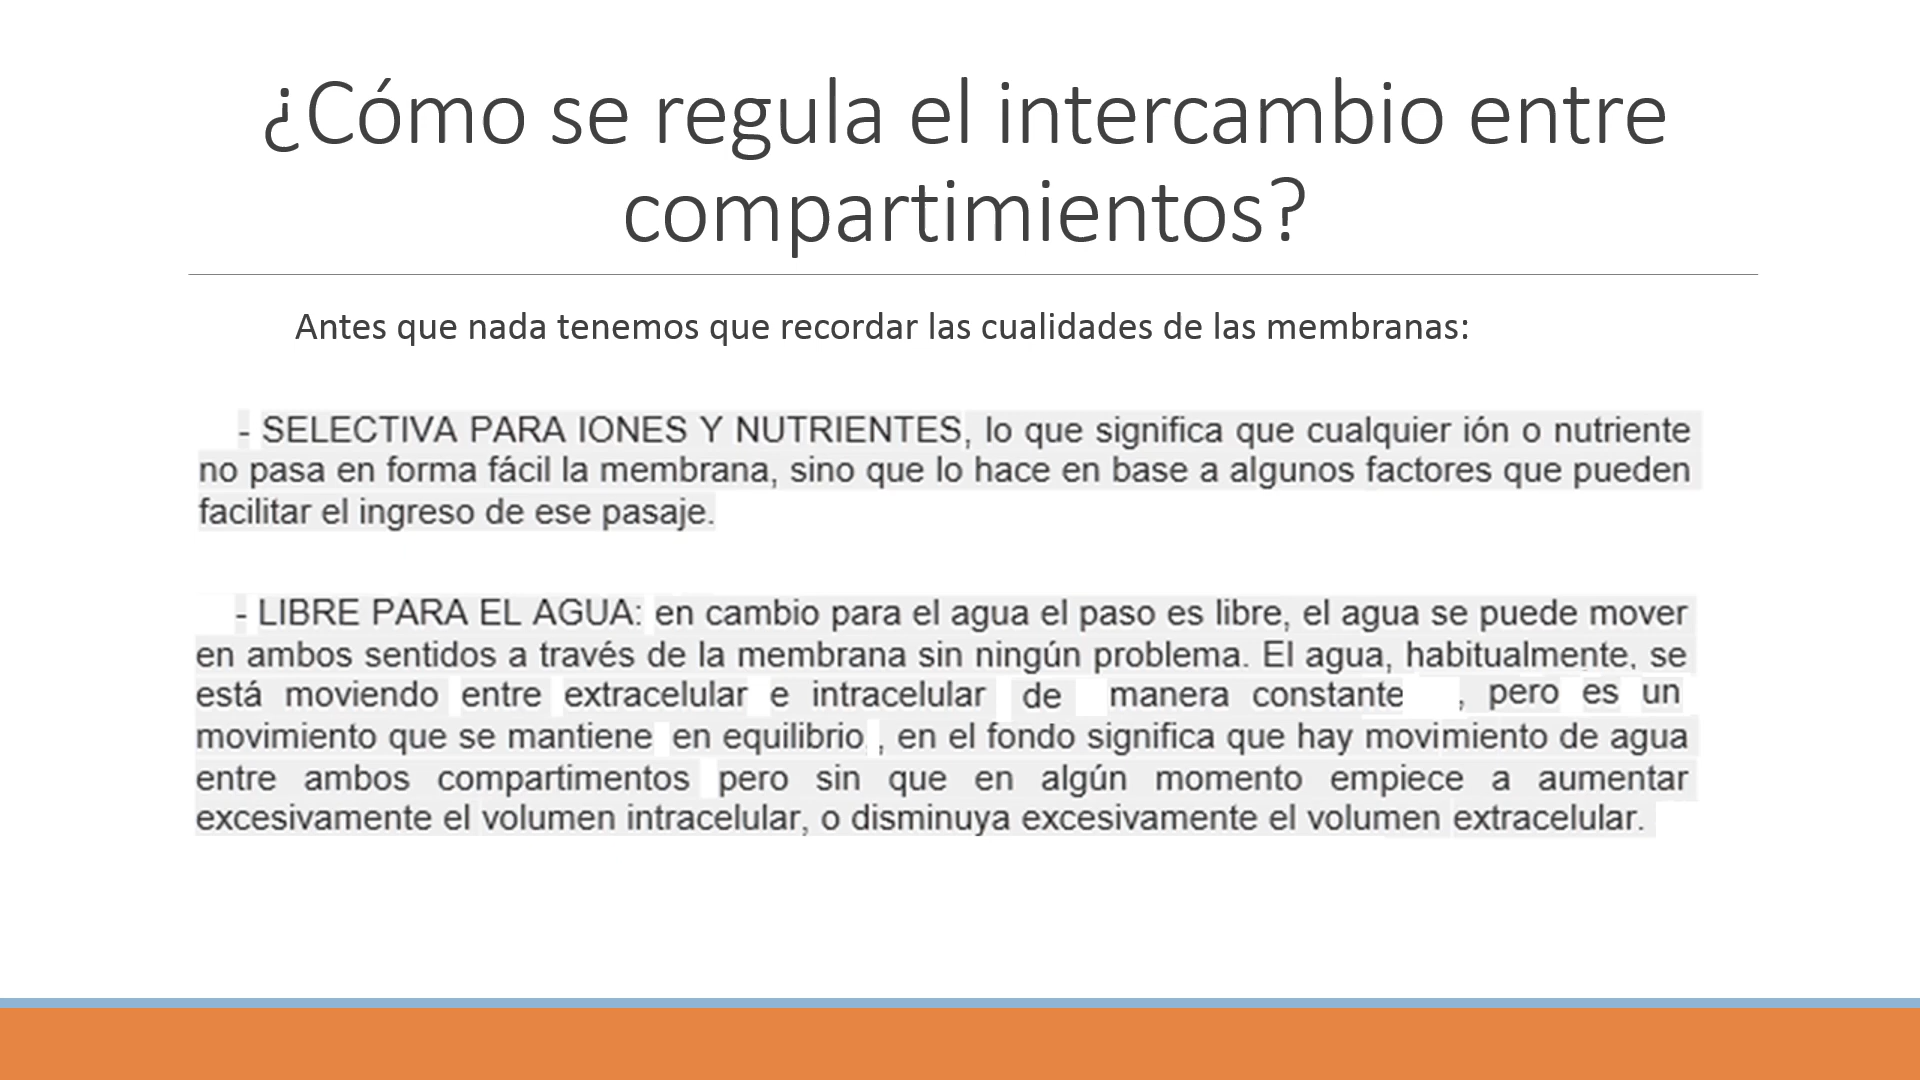 ¿Cómo se regula el intercambio entre
compartimientos?
Antes que nada tenemos que recordar las cualidades de las membranas:
- SELECTIVA PARA IONES Y NUTRIENTES, lo que significa que cualquier ión o nutriente
no pasa en forma fácil la membrana, sino que lo hace en base a algunos factores que pueden
facilitar el ingreso de ese pasaje.
- LIBRE PARA EL AGUA: en cambio para el agua el paso es libre, el agua se puede mover
en ambos sentidos a través de la membrana sin ningún problema. El agua, habitualmente, se
está moviendo entre extracelular e intracelular de manera constante , pero es un
movimiento que se mantiene en equilibrio , en el fondo significa que hay movimiento de agua
entre ambos compartimentos pero sin que en algún momento empiece a aumentar
excesivamente el volumen intracelular, o disminuya excesivamente el volumen extracelular.